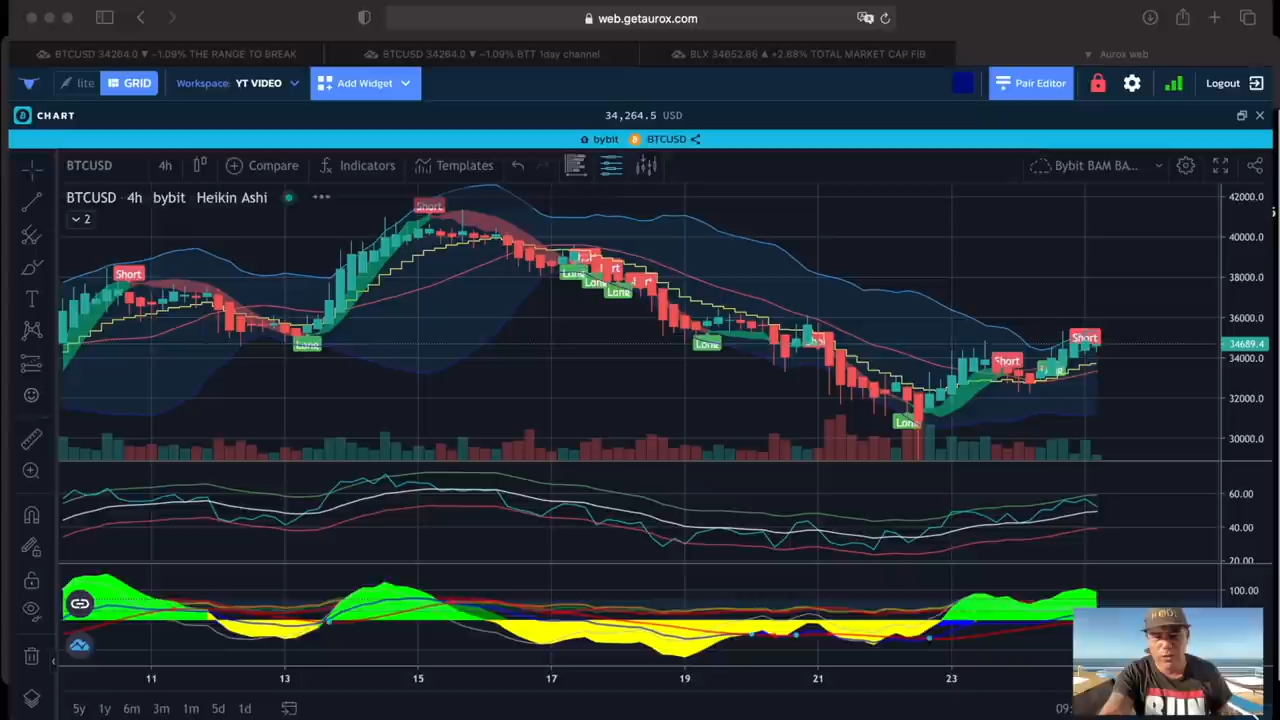 web.getaurox.com
BTCUSD 34264.0 ▼ −1.09% THE RANGE TO BREAK
BTCUSD 34264.0 ▼ −1.09% BTT 1day channel
BLX 34652.86 ▲ +2.88% TOTAL MARKET CAP FIB
Aurox web
lite GRID Workspace: YT VIDEO Add Widget Pair Editor Logout
CHART 34,264.5 USD
bybit BTCUSD
BTCUSD 4h Compare Indicators Templates Bybit BAM BA...
BTCUSD · 4h bybit Heikin Ashi
2
42000.0
Short
40000.0
Short
38000.0
Long
36000.0
Short
34689.4
Short
34000.0
Long
Long
32000.0
30000.0
60.00
40.00
20.00
100.00
11 13 15 17 19 21 23
5y 1y 6m 3m 1m 5d 1d